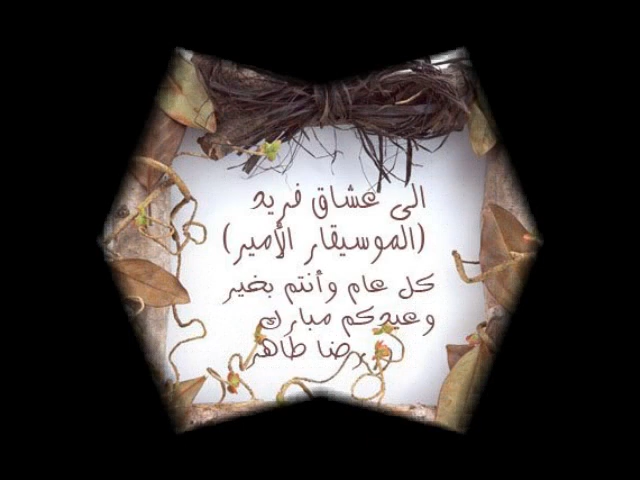 الى عشاق فريد
(الموسيقار الأمير)
كل عام وأنتم بخير
وعيدكم مبارك
رضا طاهر